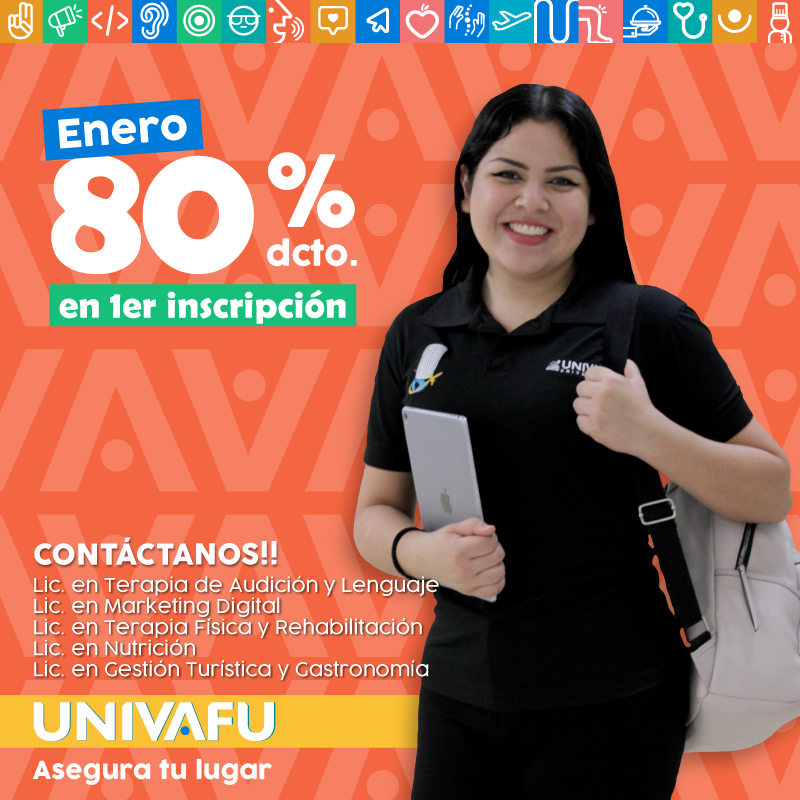 Enero
80%
dcto.
en 1er inscripción
CONTÁCTANOS!!
Lic. en Terapia de Audición y Lenguaje
Lic. en Marketing Digital
Lic. en Terapia Física y Rehabilitación
Lic. en Nutrición
Lic. en Gestión Turística y Gastronomía
UNIVAFU
Asegura tu lugar